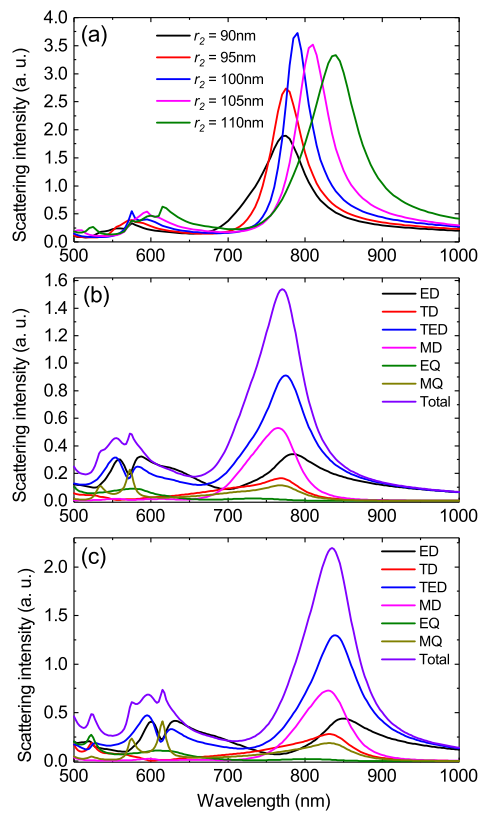 (a)
r2 = 90nm
r2 = 95nm
r2 = 100nm
r2 = 105nm
r2 = 110nm
Scattering intensity (a. u.)
4.0
3.5
3.0
2.5
2.0
1.5
1.0
0.5
0.0
500 600 700 800 900 1000
(b)
ED
TD
TED
MD
EQ
MQ
Total
Scattering intensity (a. u.)
1.6
1.4
1.2
1.0
0.8
0.6
0.4
0.2
0.0
500 600 700 800 900 1000
(c)
ED
TD
TED
MD
EQ
MQ
Total
Scattering intensity (a. u.)
2.0
1.5
1.0
0.5
0.0
500 600 700 800 900 1000
Wavelength (nm)